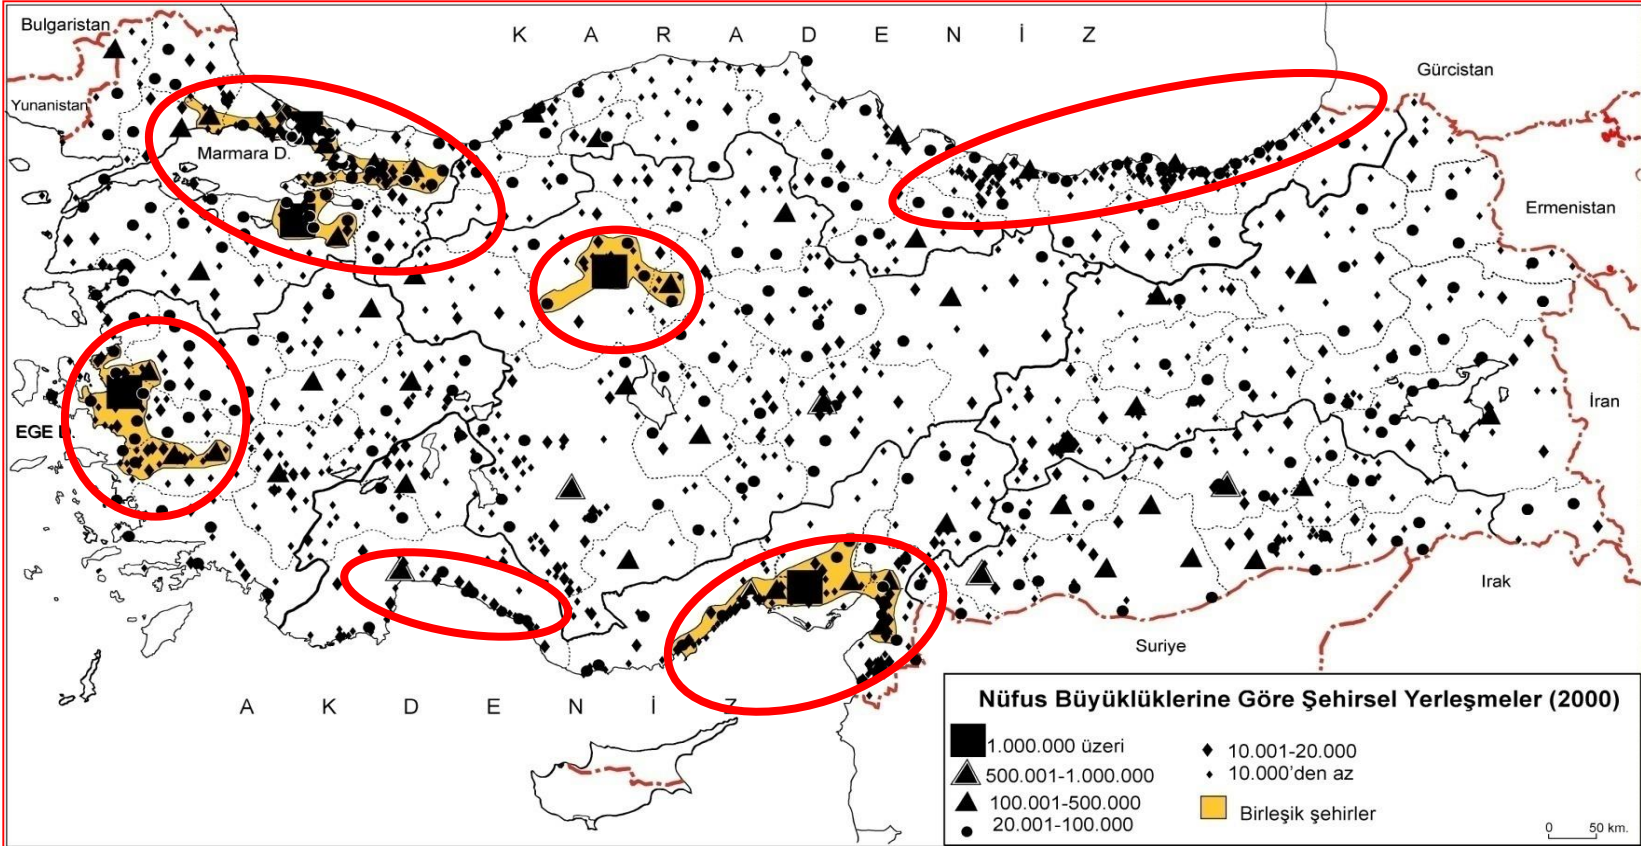 Bulgaristan
K A R A D E N İ Z
Gürcistan
Yunanistan
Marmara D.
Ermenistan
EGE
İran
Irak
Suriye
A K D E N İ Z
Nüfus Büyüklüklerine Göre Şehirsel Yerleşmeler (2000)
1.000.000 üzeri
500.001-1.000.000
100.001-500.000
20.001-100.000
10.001-20.000
10.000'den az
Birleşik şehirler
0 50 km.